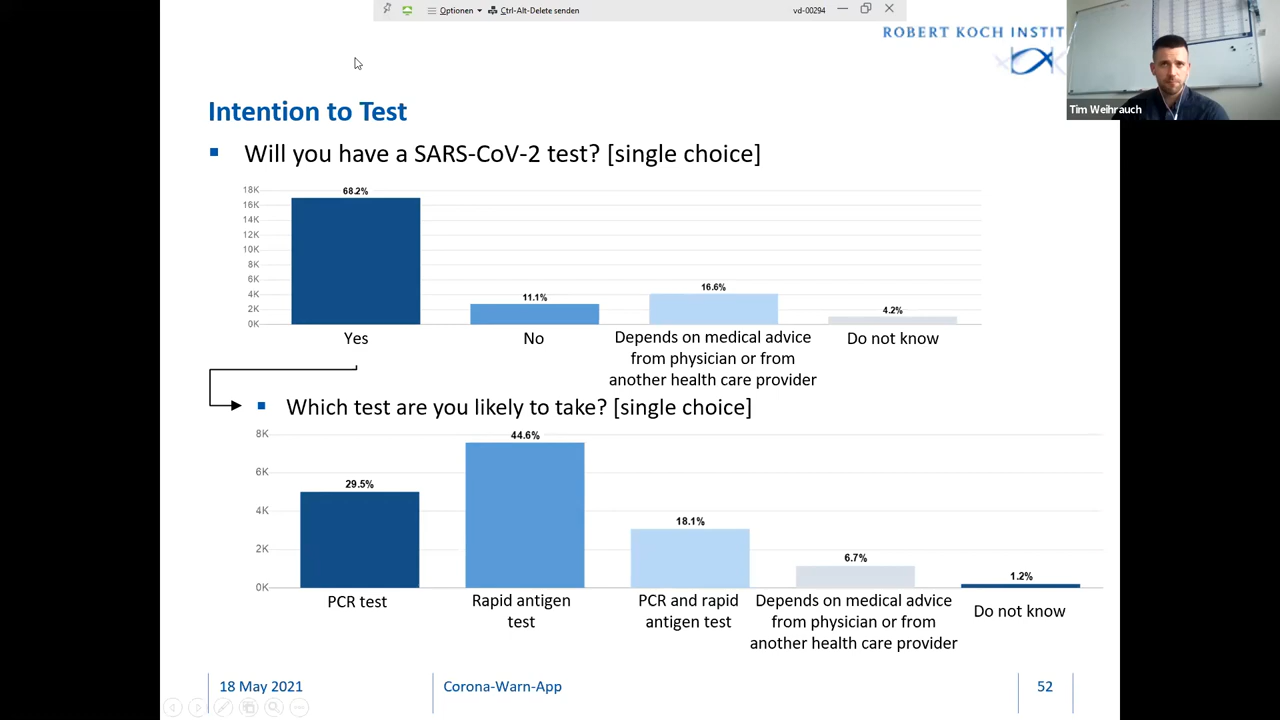 Optionen
Ctrl-Alt-Delete senden
vd-00294
ROBERT KOCH INSTIT
Tim Weihrauch
Intention to Test
Will you have a SARS-CoV-2 test? [single choice]
18K
16K
14K
12K
10K
8K
6K
4K
2K
0K
68.2%
11.1%
16.6%
4.2%
Yes
No
Depends on medical advice
from physician or from
another health care provider
Do not know
Which test are you likely to take? [single choice]
8K
6K
4K
2K
0K
29.5%
44.6%
18.1%
6.7%
1.2%
PCR test
Rapid antigen
test
PCR and rapid
antigen test
Depends on medical advice
from physician or from
another health care provider
Do not know
18 May 2021
Corona-Warn-App
52